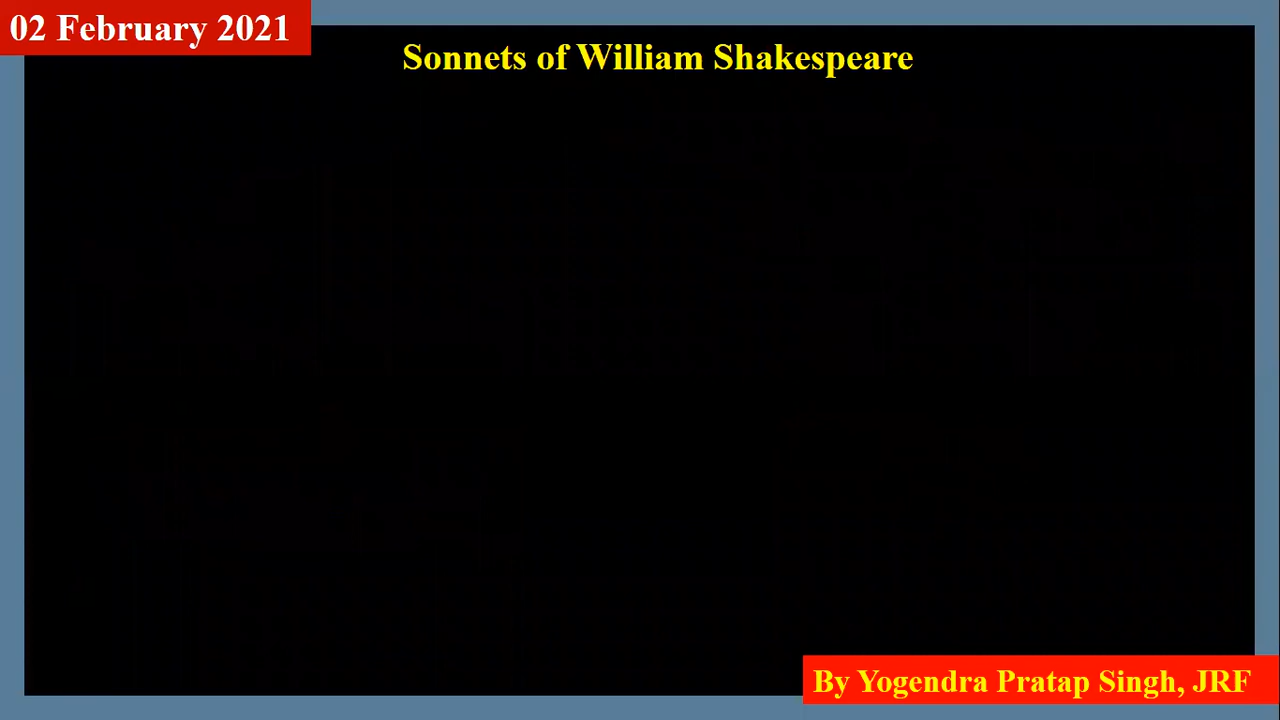 02 February 2021
Sonnets of William Shakespeare
By Yogendra Pratap Singh, JRF